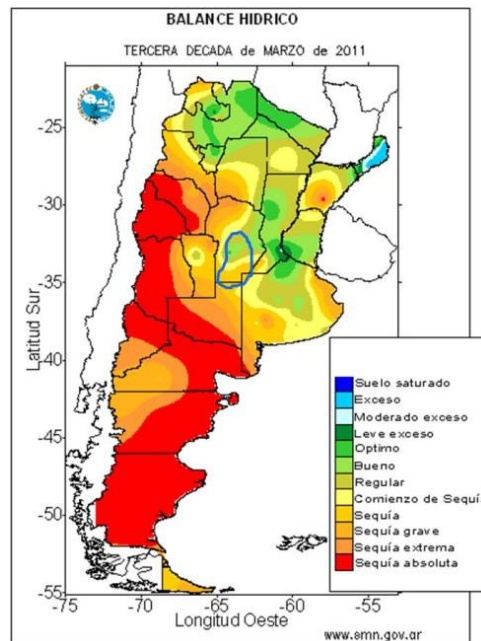 BALANCE HIDRICO
TERCERA DECADA de MARZO de 2011
-25
-30
-35
-40
-45
-50
-55
Latitud Sur
-75
-70
-65
-60
-55
Longitud Oeste
Suelo saturado
Exceso
Moderado exceso
Leve exceso
Optimo
Bueno
Regular
Comienzo de Sequí
Sequía
Sequía grave
Sequía extrema
Sequía absoluta
www.smn.gov.ar